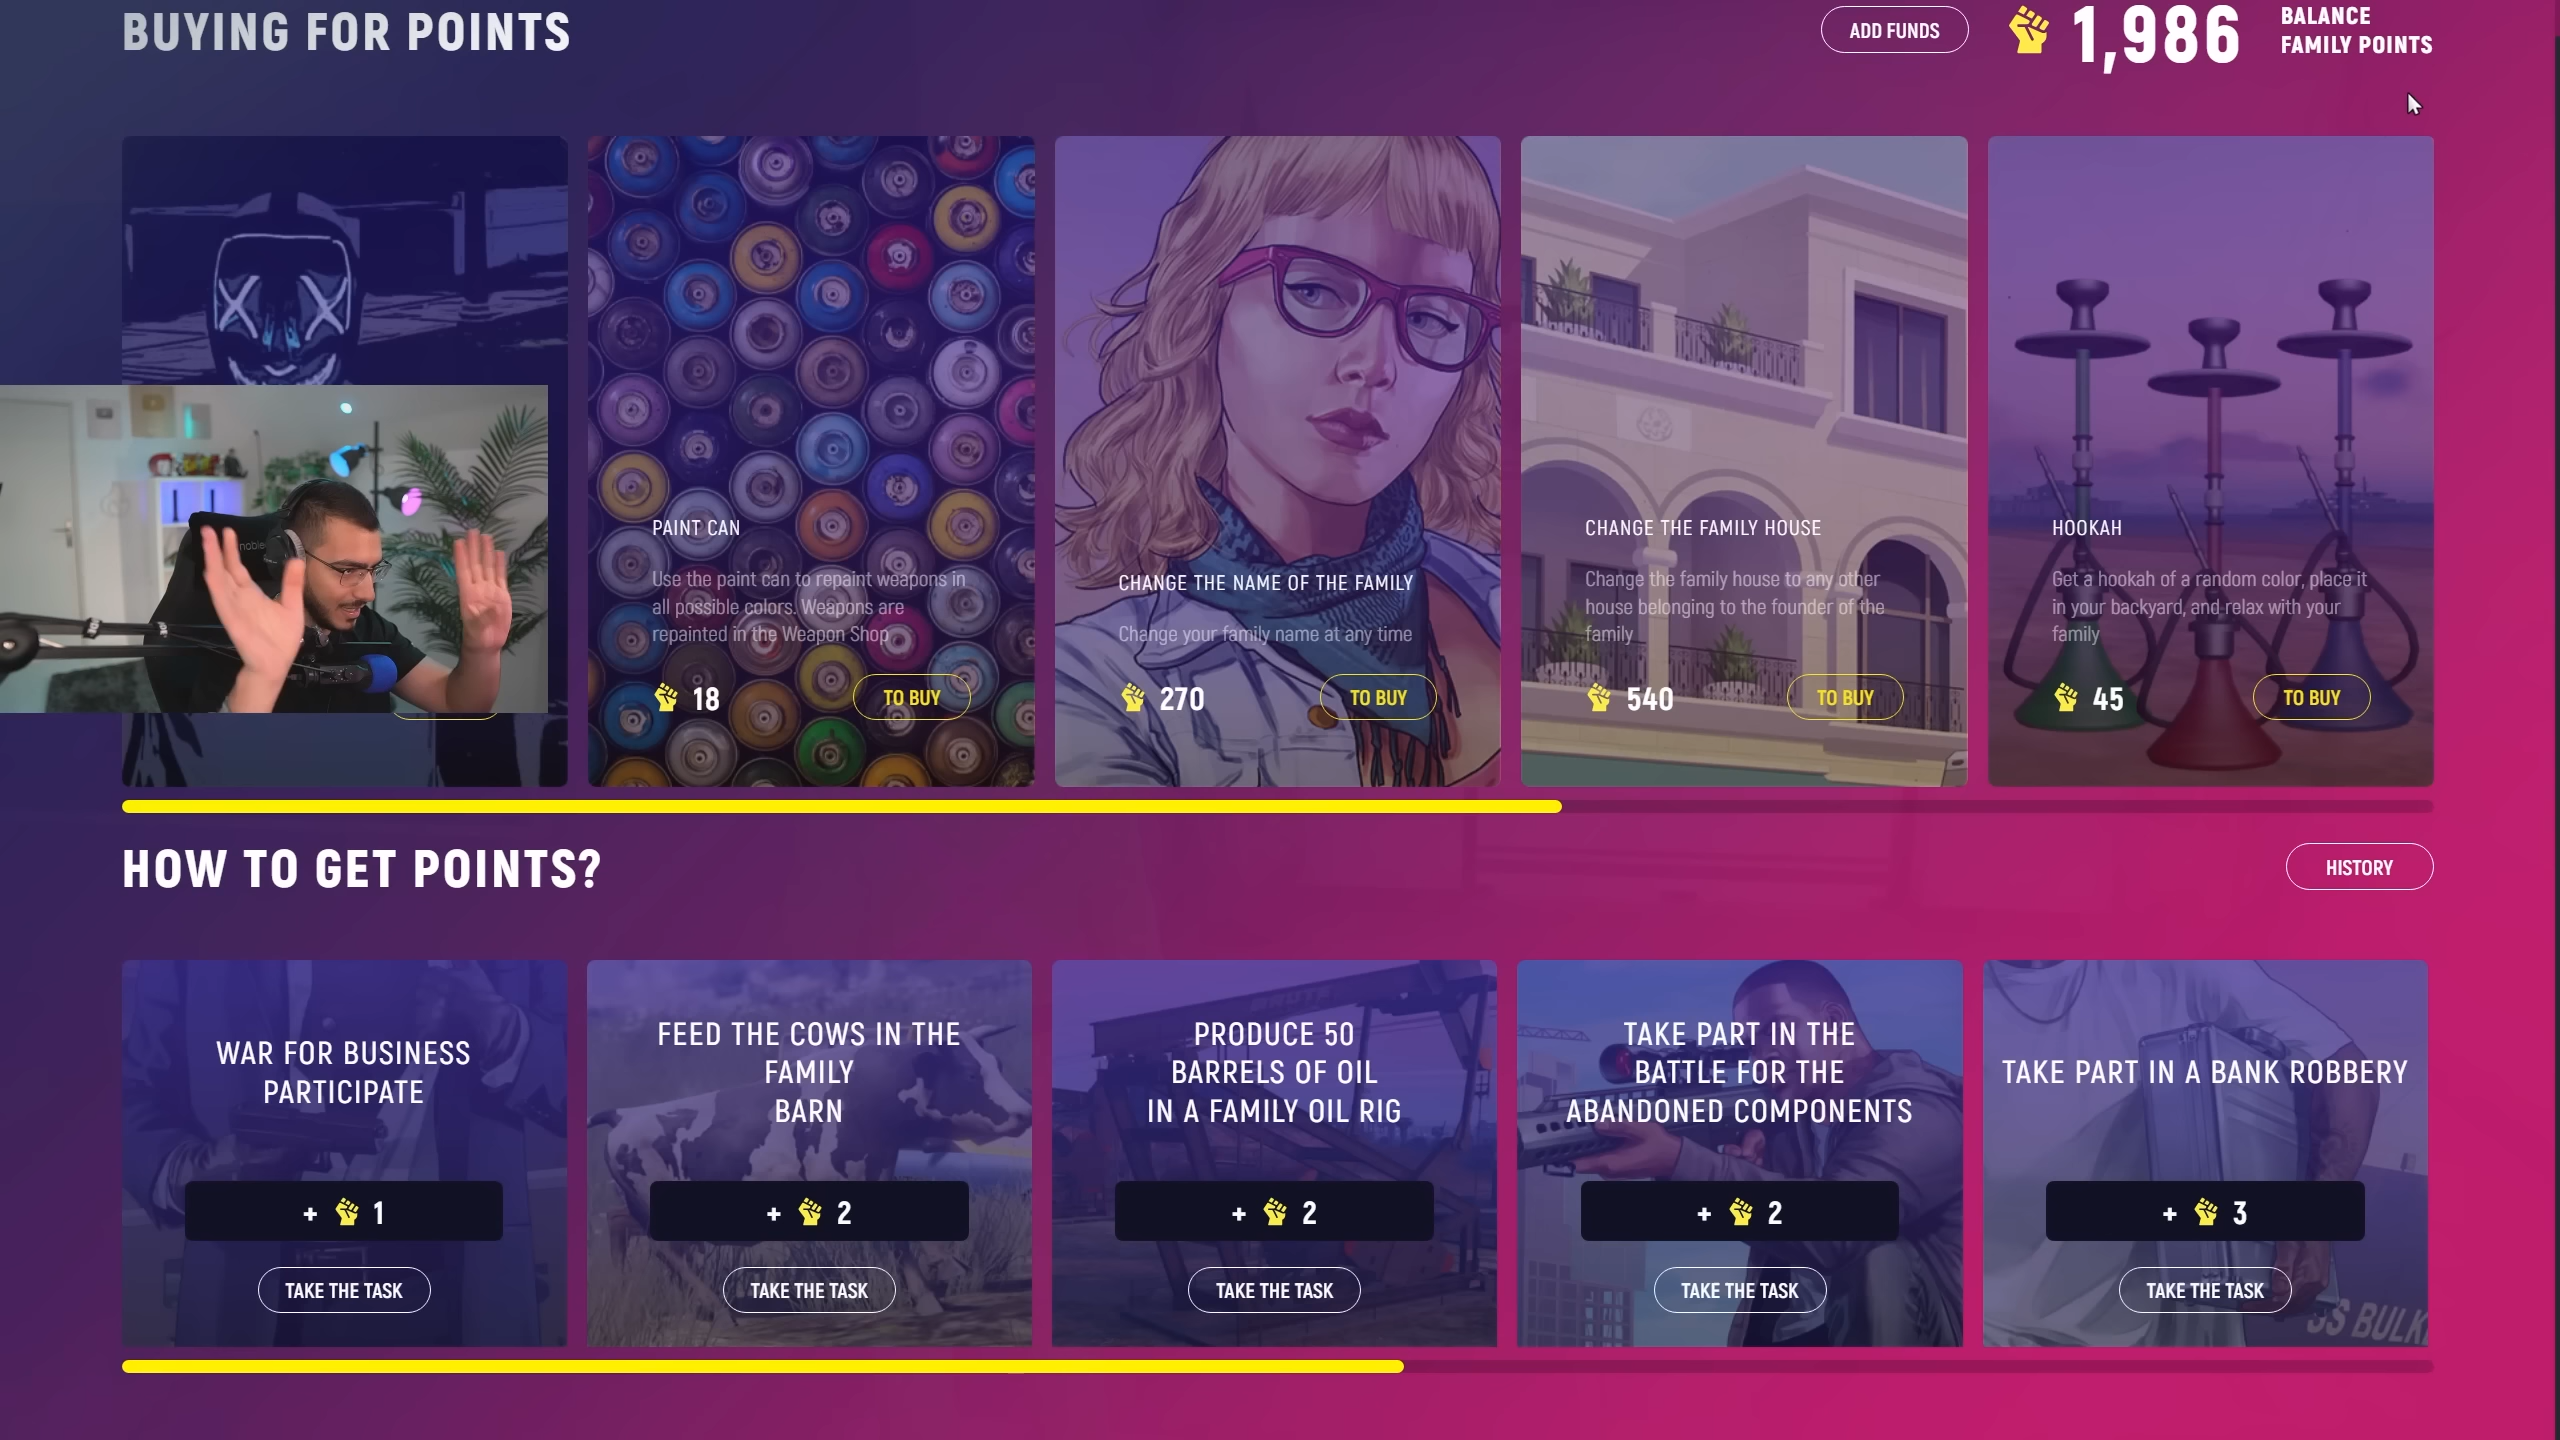 BUYING FOR POINTS
ADD FUNDS
1,986
BALANCE
FAMILY POINTS
PAINT CAN
Use the paint can to repaint weapons in
all possible colors. Weapons are
repainted in the Weapon Shop
18
TO BUY
CHANGE THE NAME OF THE FAMILY
Change your family name at any time
270
TO BUY
CHANGE THE FAMILY HOUSE
Change the family house to any other
house belonging to the founder of the
family
540
TO BUY
HOOKAH
Get a hookah of a random color, place it
in your backyard, and relax with your
family
45
TO BUY
noble
HOW TO GET POINTS?
HISTORY
WAR FOR BUSINESS
PARTICIPATE
+ 1
TAKE THE TASK
FEED THE COWS IN THE
FAMILY
BARN
+ 2
TAKE THE TASK
PRODUCE 50
BARRELS OF OIL
IN A FAMILY OIL RIG
+ 2
TAKE THE TASK
TAKE PART IN THE
BATTLE FOR THE
ABANDONED COMPONENTS
+ 2
TAKE THE TASK
TAKE PART IN A BANK ROBBERY
+ 3
TAKE THE TASK